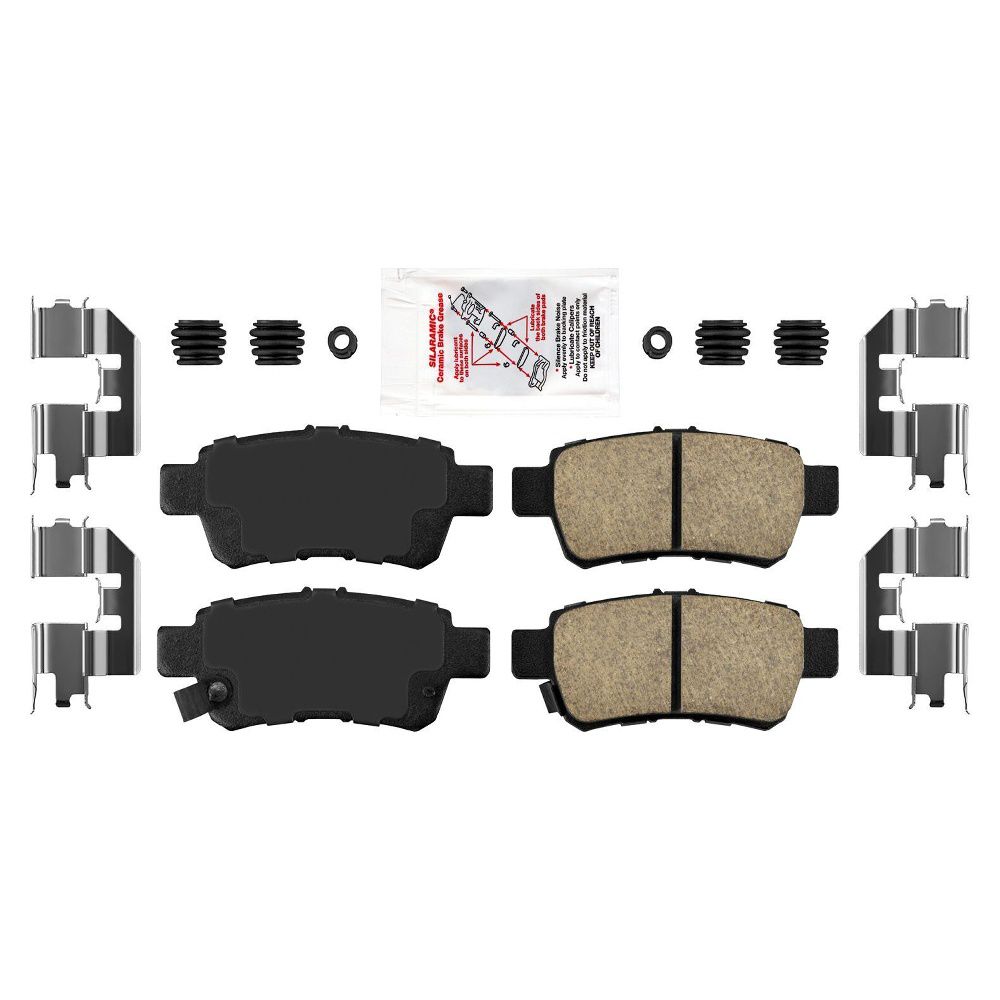 SILARAMIC®
Ceramic Brake Grease
Apply lubricant
to these surfaces
on both sides
Lubricate
the back sides of
both brake pads
• Silence Brake Noise
Apply evenly to backing plate
• Lubricate Calipers
Apply to contact points only
Do not apply to friction material
KEEP OUT OF REACH
OF CHILDREN